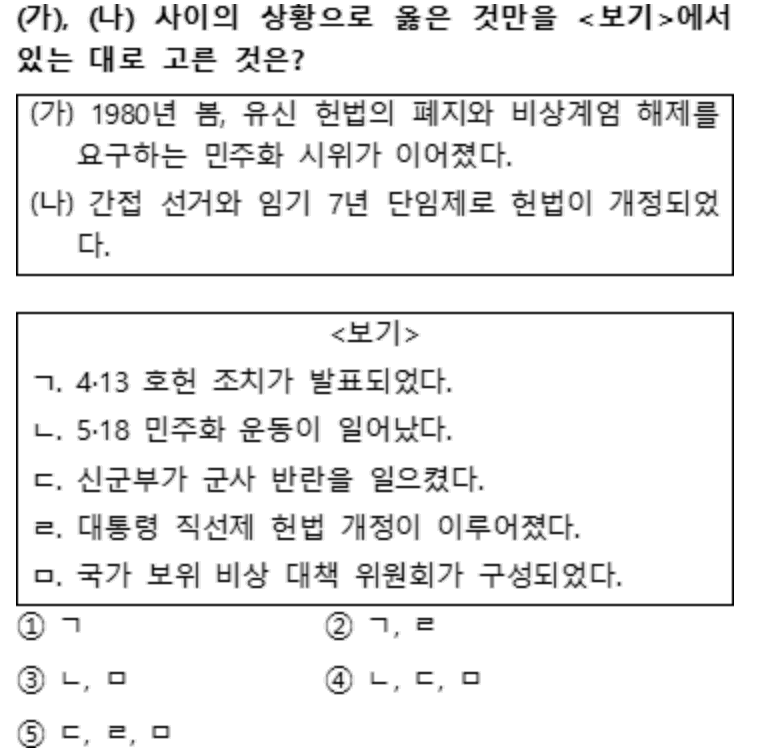 (가), (나) 사이의 상황으로 옳은 것만을 <보기>에서
있는 대로 고른 것은?
(가) 1980년 봄, 유신 헌법의 폐지와 비상계엄 해제를
요구하는 민주화 시위가 이어졌다.
(나) 간접 선거와 임기 7년 단임제로 헌법이 개정되었
다.
<보기>
ㄱ. 4·13 호헌 조치가 발표되었다.
ㄴ. 5·18 민주화 운동이 일어났다.
ㄷ. 신군부가 군사 반란을 일으켰다.
ㄹ. 대통령 직선제 헌법 개정이 이루어졌다.
ㅁ. 국가 보위 비상 대책 위원회가 구성되었다.
① ㄱ ② ㄱ, ㄹ
③ ㄴ, ㅁ ④ ㄴ, ㄷ, ㅁ
⑤ ㄷ, ㄹ, ㅁ